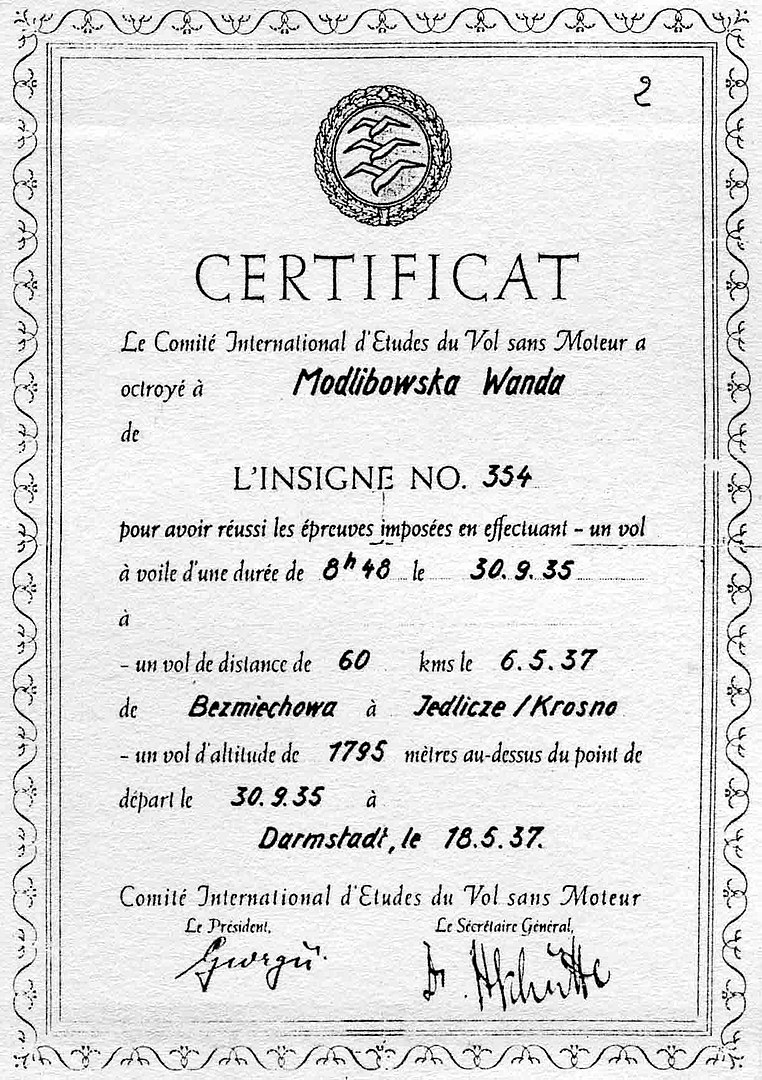 2
CERTIFICAT
Le Comité International d'Etudes du Vol sans Moteur a
octroyé à Modlibowska Wanda
de
L'INSIGNE NO. 354
pour avoir réussi les épreuves imposées en effectuant - un vol
à voile d'une durée de 8h48 le 30.9.35
à
- un vol de distance de 60 kms le 6.5.37
de Bezmiechowa à Jedlicze / Krosno
- un vol d'altitude de 1795 mètres au-dessus du point de
départ le 30.9.35 à
Darmstadt, le 18.5.37.
Comité International d'Etudes du Vol sans Moteur
Le Président, Le Secrétaire Général,